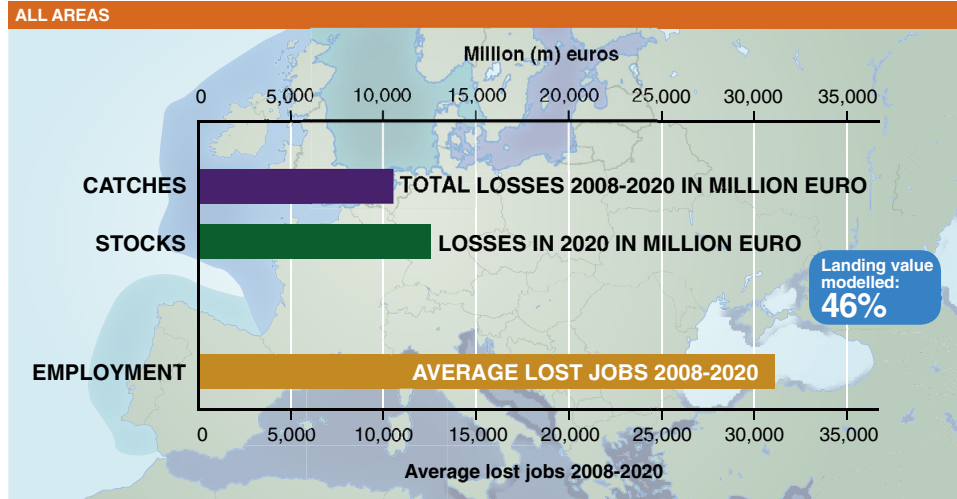 ALL AREAS
Million (m) euros
0 5,000 10,000 15,000 20,000 25,000 30,000 35,000
CATCHES TOTAL LOSSES 2008-2020 IN MILLION EURO
STOCKS LOSSES IN 2020 IN MILLION EURO
Landing value
modelled:
46%
EMPLOYMENT AVERAGE LOST JOBS 2008-2020
0 5,000 10,000 15,000 20,000 25,000 30,000 35,000
Average lost jobs 2008-2020